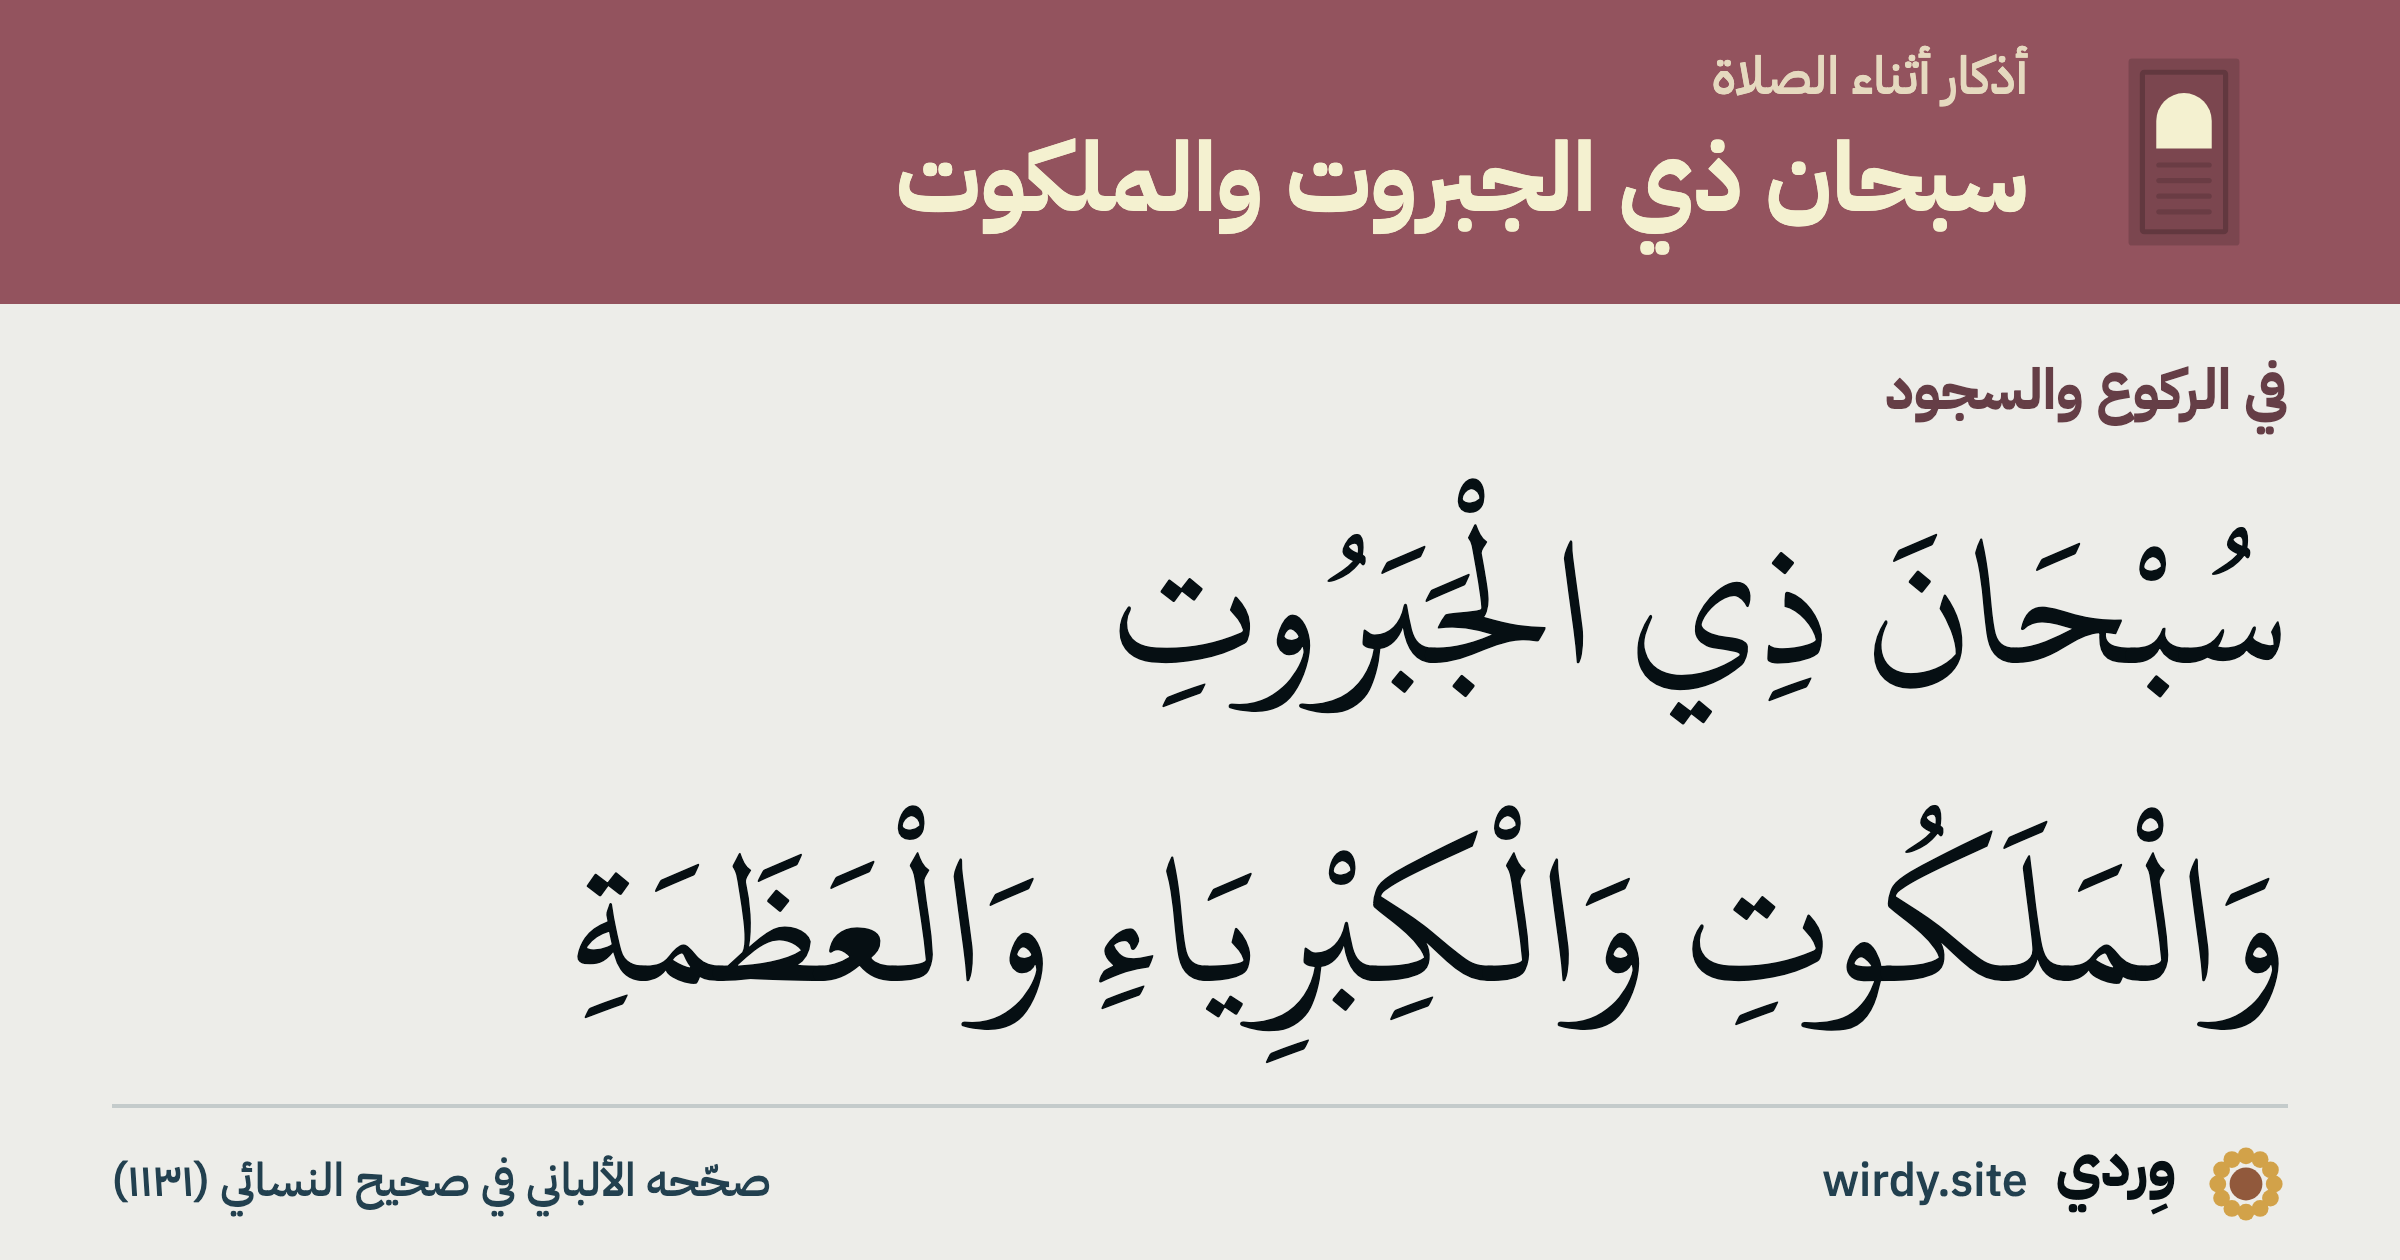 أذكار أثناء الصلاة
سبحان ذي الجبروت والملكوت
في الركوع والسجود
سُبْحَانَ ذِي الْجَبَرُوتِ
وَالْمَلَكُوتِ وَالْكِبْرِيَاءِ وَالْعَظَمَةِ
وِردي wirdy.site
صحّحه الألباني في صحيح النسائي (١١٣١)